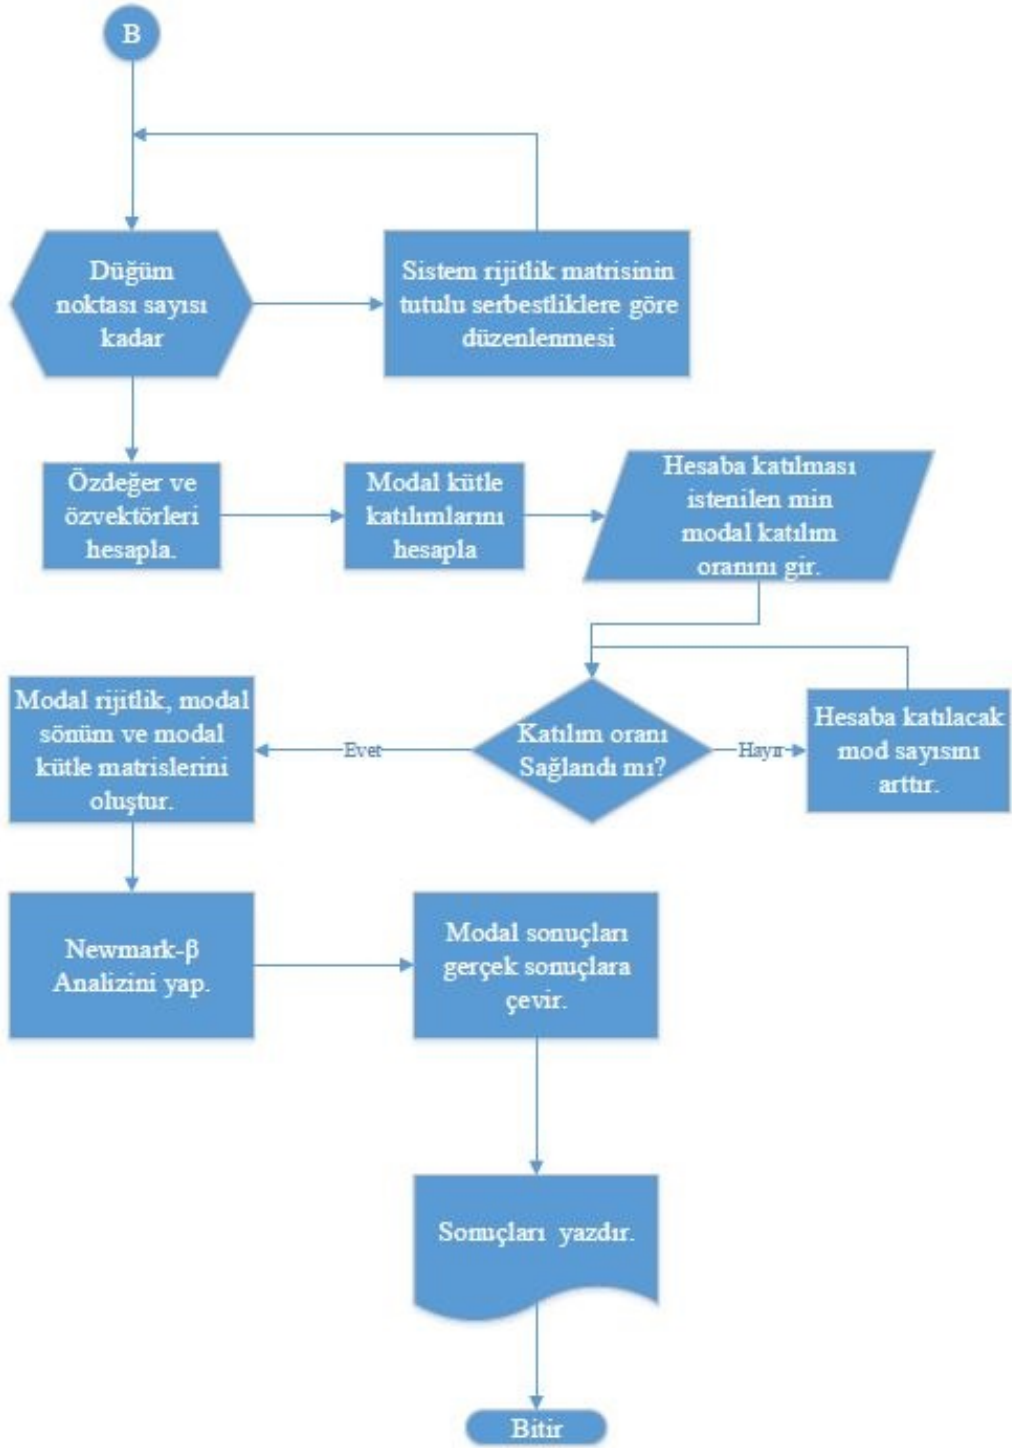 B
Düğüm
noktası sayısı
kadar
Sistem rijitlik matrisinin
tutulu serbestliklere göre
düzenlenmesi
Özdeğer ve
özvektörleri
hesapla.
Modal kütle
katılımlarını
hesapla
Hesaba katılması
istenilen min
modal katılım
oranını gir.
Katılım oranı
Sağlandı mı?
Hayır
Hesaba katılacak
mod sayısını
arttır.
Evet
Modal rijitlik, modal
sönüm ve modal
kütle matrislerini
oluştur.
Newmark-β
Analizini yap.
Modal sonuçları
gerçek sonuçlara
çevir.
Sonuçları yazdır.
Bitir